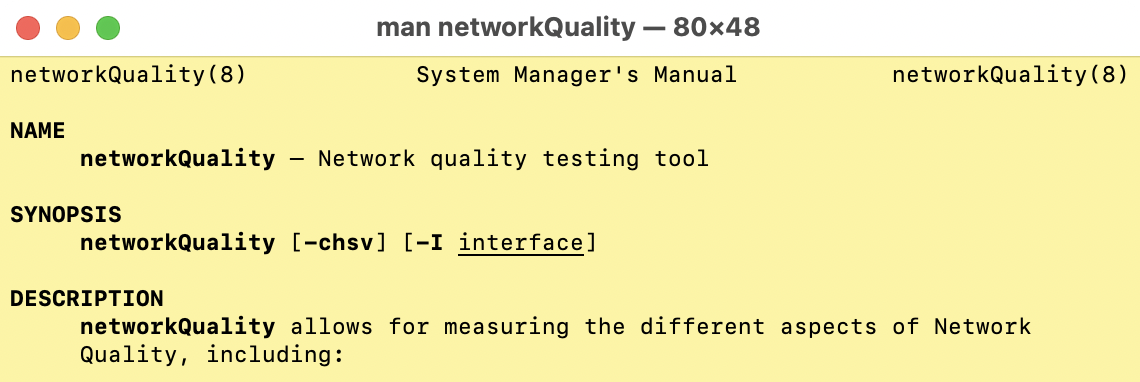 man networkQuality — 80×48
networkQuality(8) System Manager's Manual networkQuality(8)
NAME
networkQuality – Network quality testing tool
SYNOPSIS
networkQuality [-chsv] [-I interface]
DESCRIPTION
networkQuality allows for measuring the different aspects of Network
Quality, including: